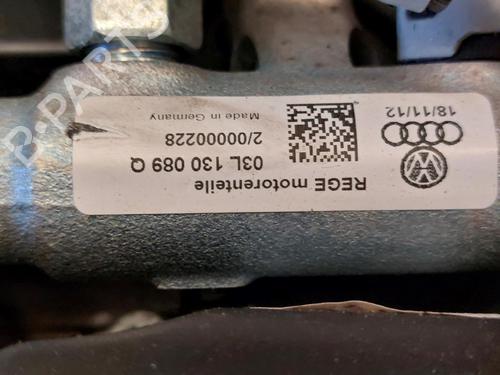 REGE motorenteile
03L 130 089 Q
2/00000228
Made in Germany
18/11/12
B-PARTS